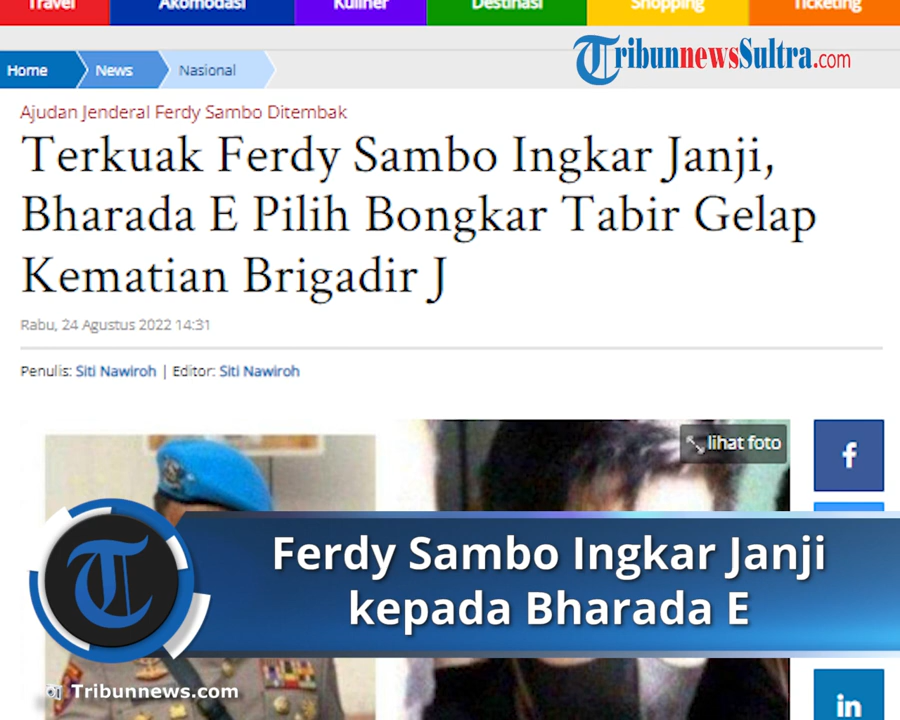 Travel Akomodasi Kuliner Destinasi Shopping Ticketing
Home News Nasional
TribunnewsSultra.com
Ajudan Jenderal Ferdy Sambo Ditembak
Terkuak Ferdy Sambo Ingkar Janji,
Bharada E Pilih Bongkar Tabir Gelap
Kematian Brigadir J
Rabu, 24 Agustus 2022 14:31
Penulis: Siti Nawiroh | Editor: Siti Nawiroh
lihat foto
f
Ferdy Sambo Ingkar Janji
kepada Bharada E
T
Tribunnews.com
in